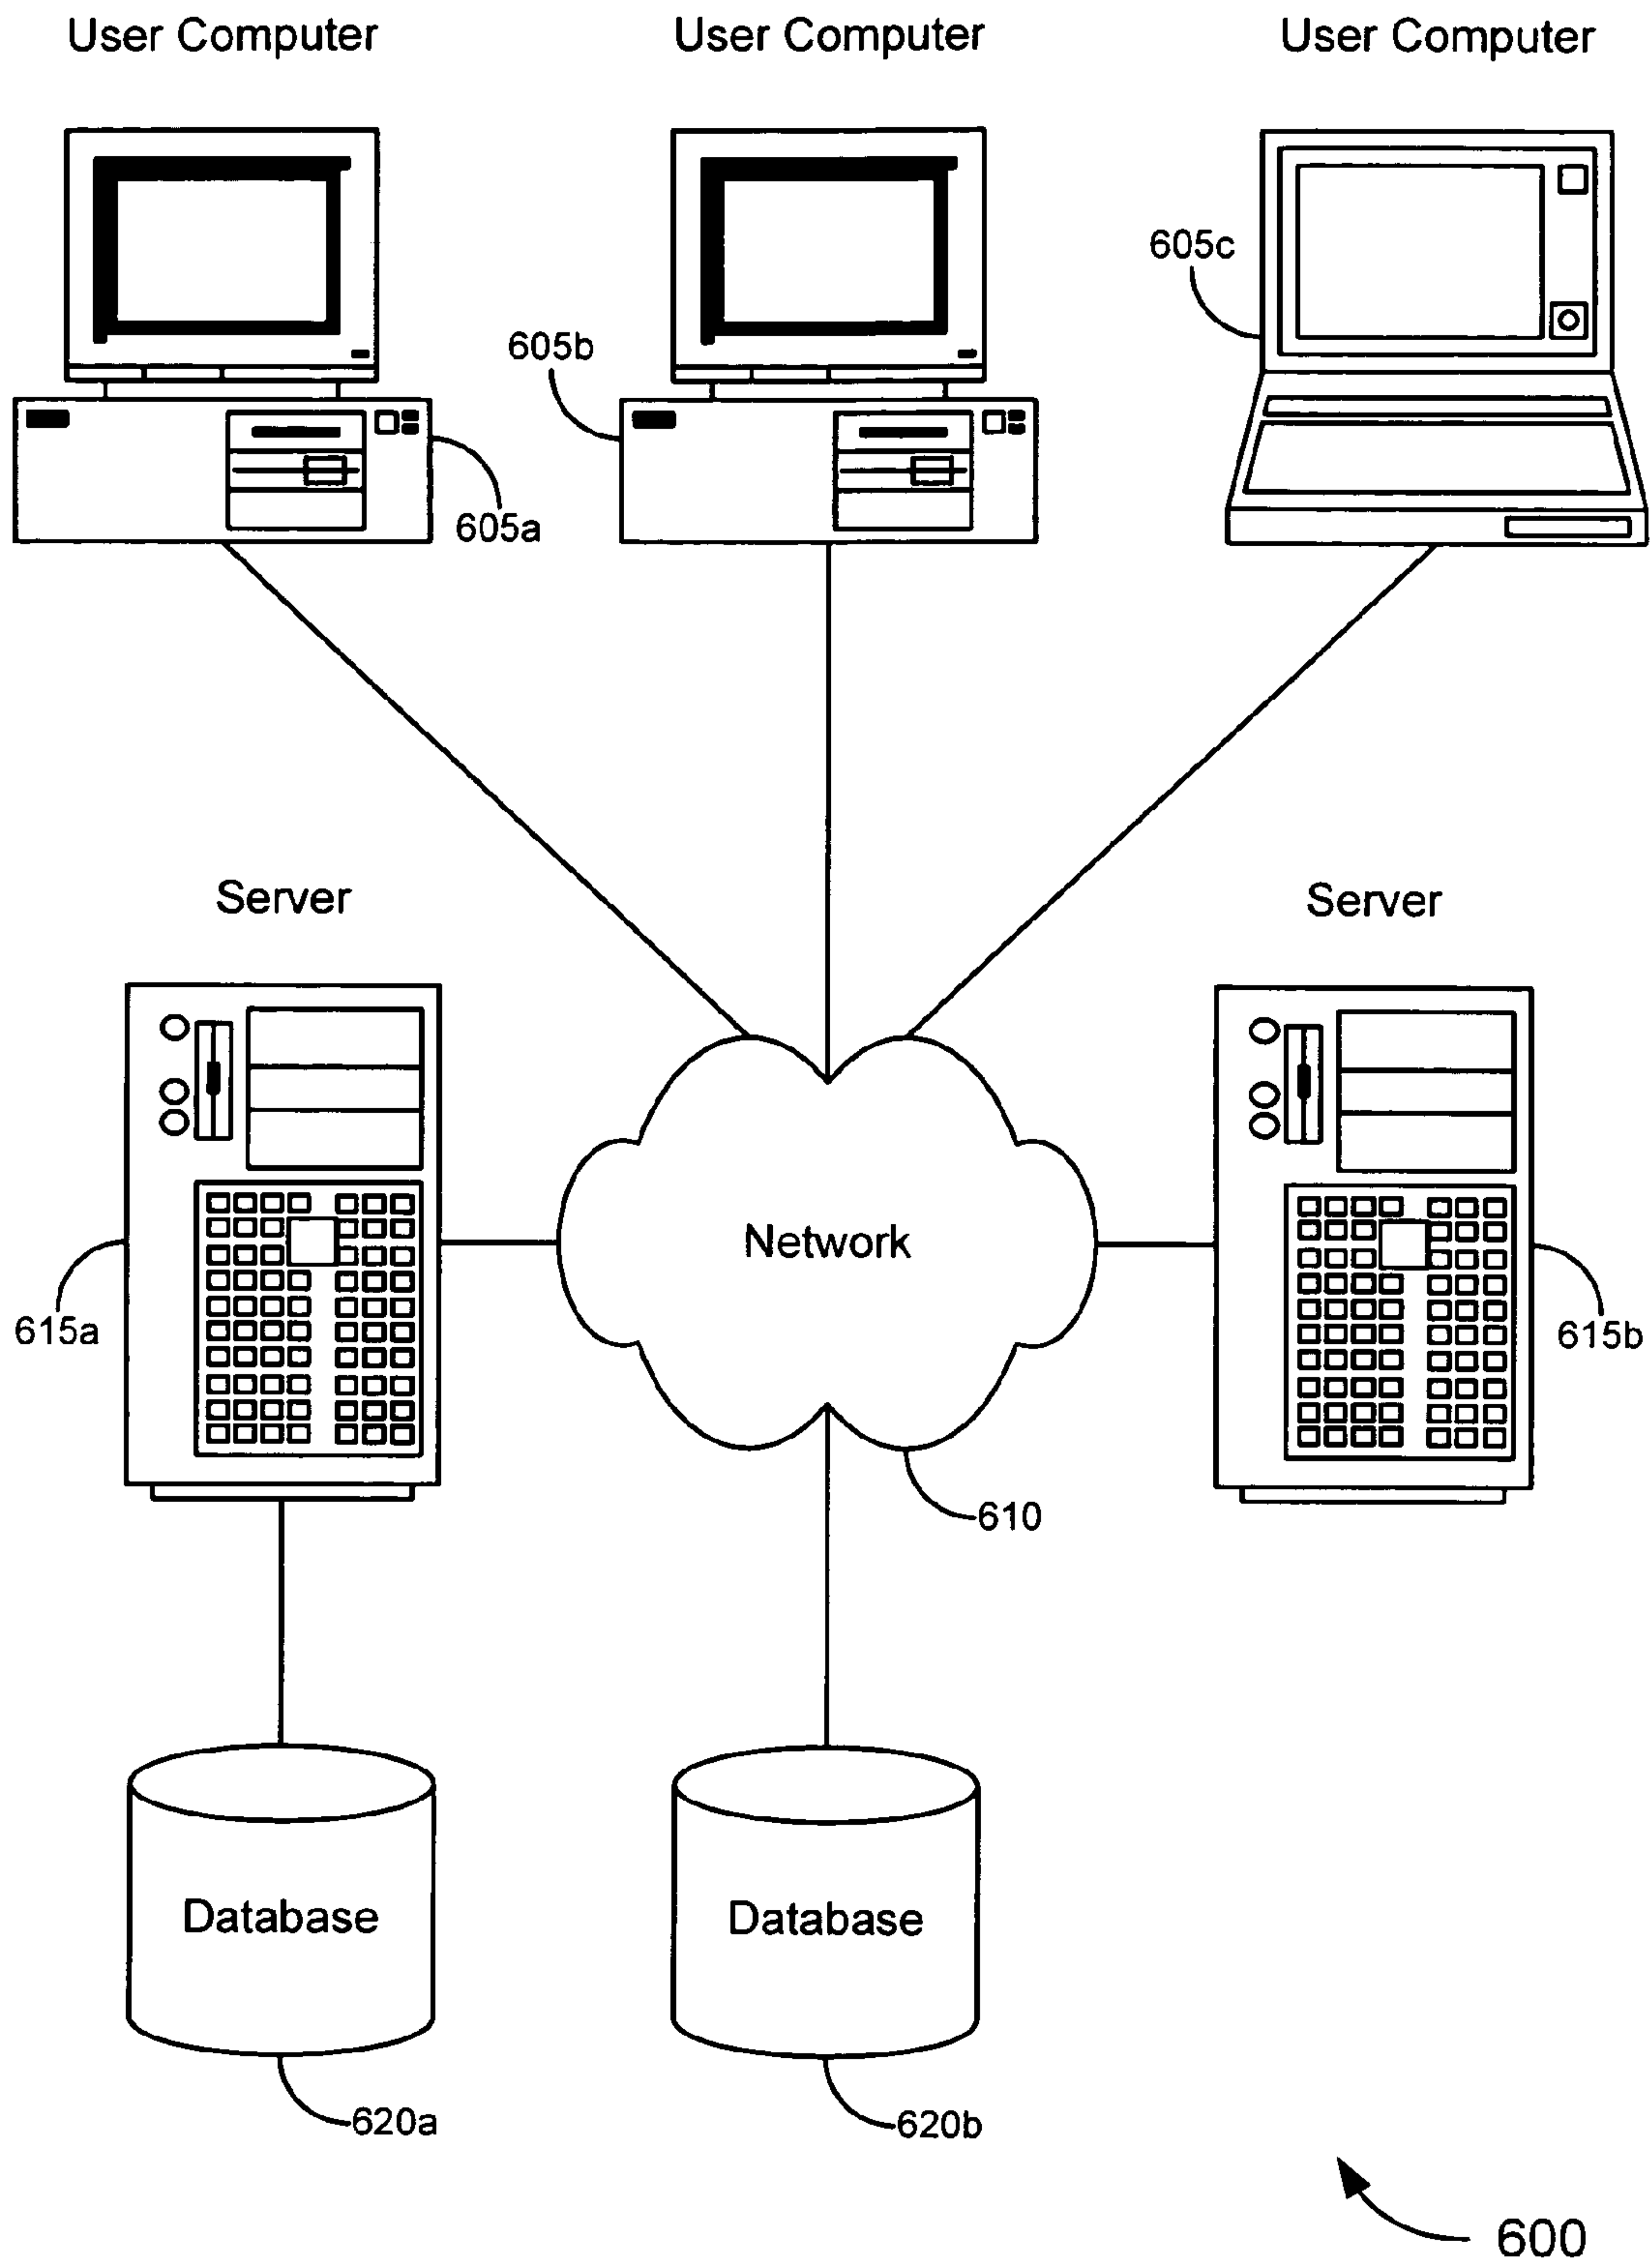 User Computer
User Computer
User Computer
605c
605b
605a
Server
Server
Network
615a
615b
610
Database
Database
620a
620b
600